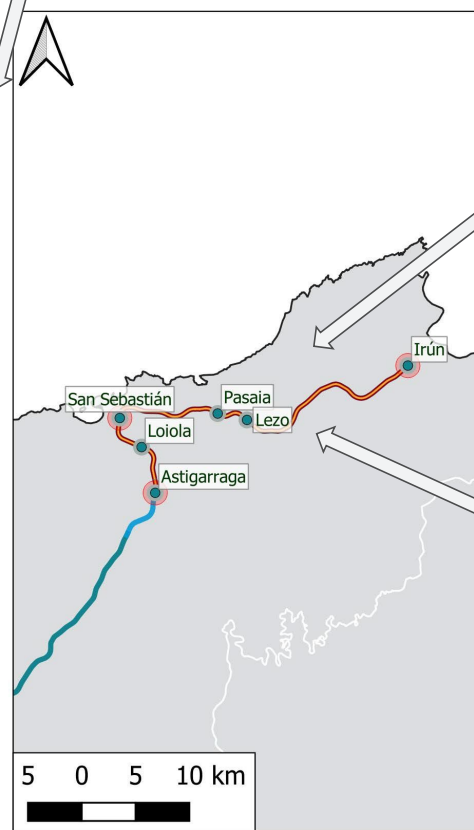 Irún
San Sebastián
Pasaia
Lezo
Loiola
Astigarraga
5 0 5 10 km